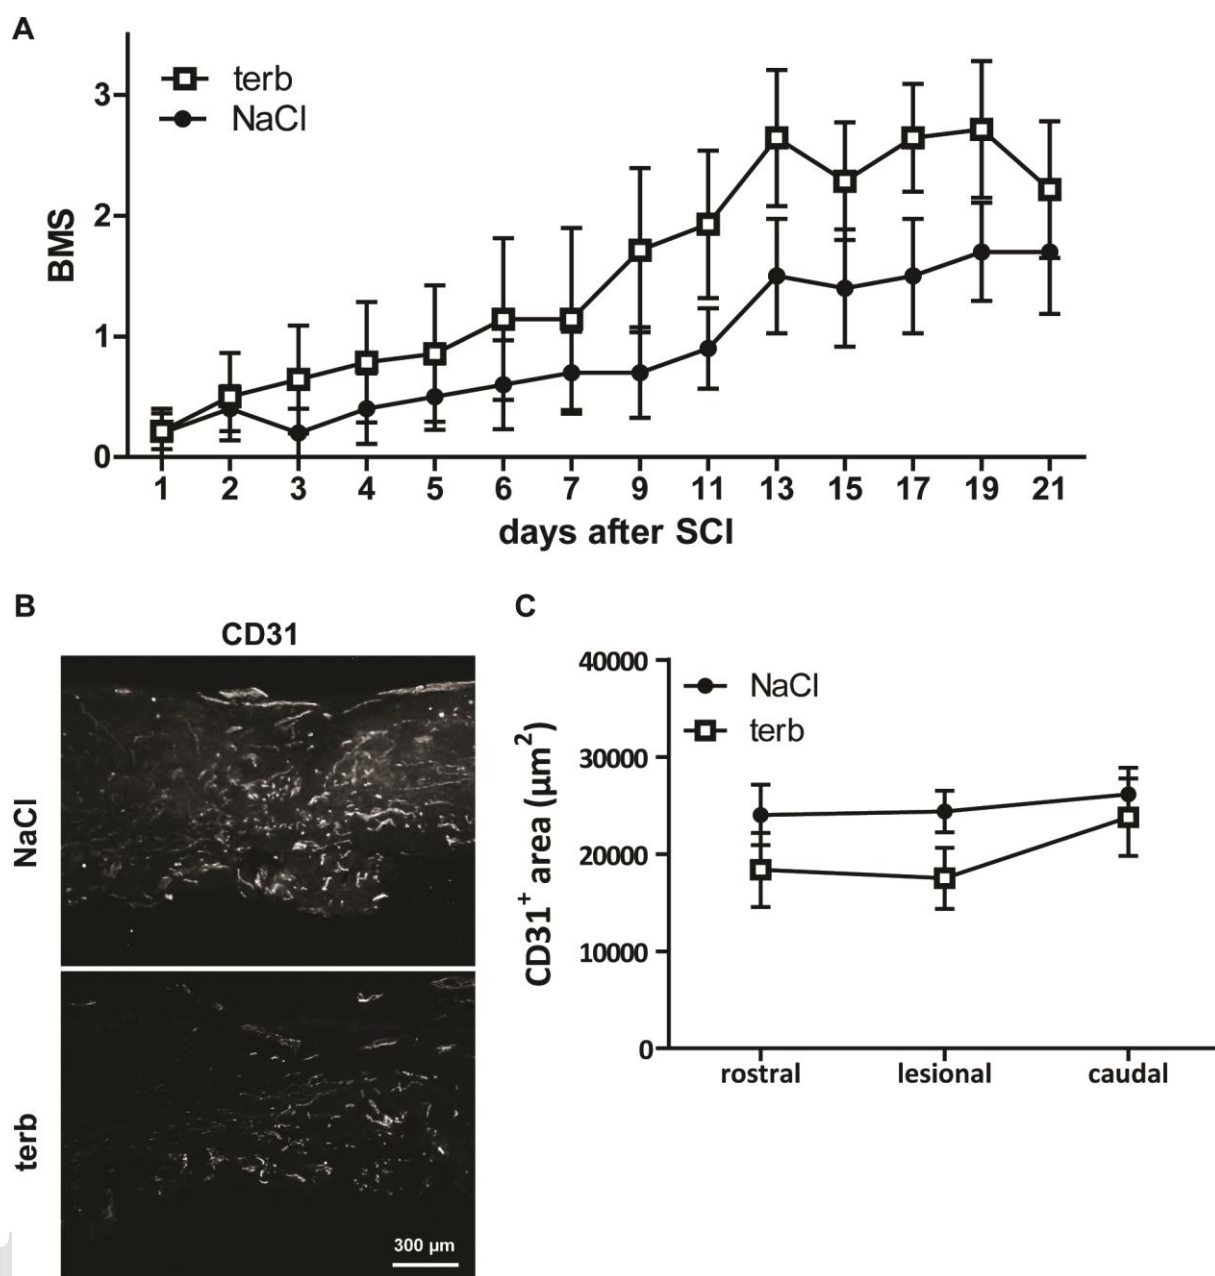 A
terb
NaCl
3
2
1
0
BMS
1 2 3 4 5 6 7 9 11 13 15 17 19 21
days after SCI
B
CD31
NaCl
terb
300 µm
C
NaCl
terb
40000
30000
20000
10000
0
CD31⁺ area (µm²)
rostral lesional caudal